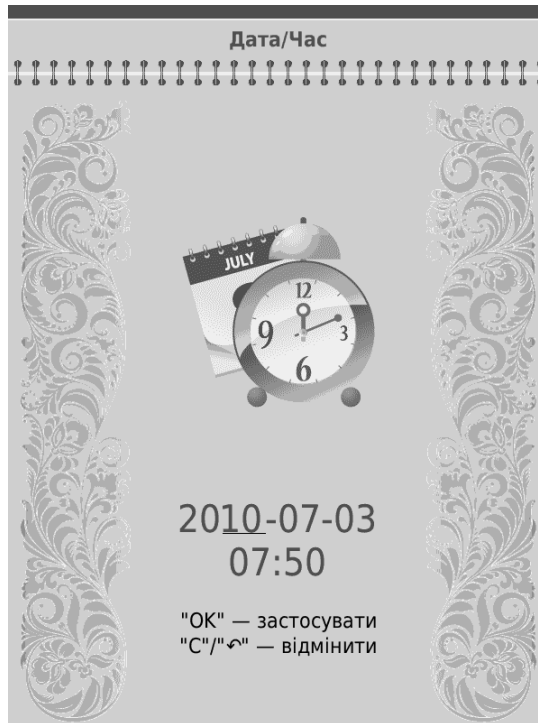 Дата/Час
JULY
12
9
3
6
2010-07-03
07:50
"OK" — застосувати
"C"/"↶" — відмінити